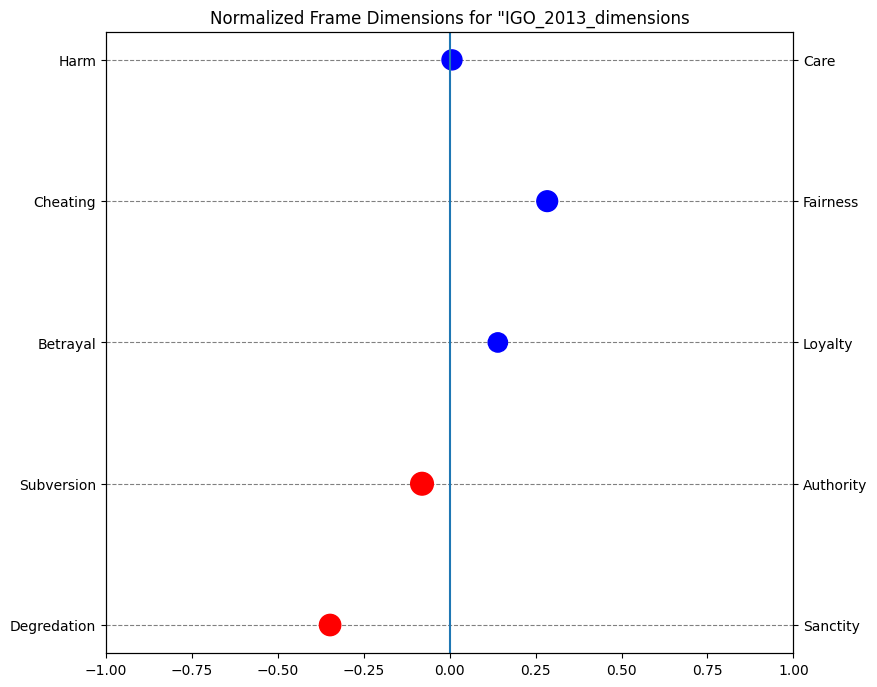 Normalized Frame Dimensions for "IGO_2013_dimensions
Harm Care
Cheating Fairness
Betrayal Loyalty
Subversion Authority
Degredation Sanctity
−1.00 −0.75 −0.50 −0.25 0.00 0.25 0.50 0.75 1.00